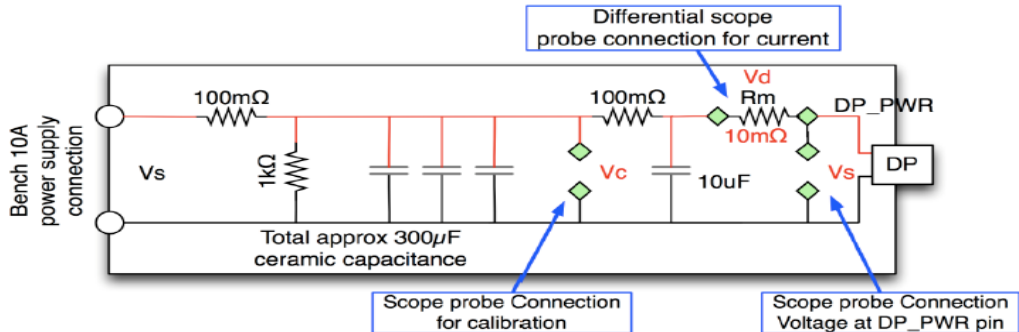 Differential scope
probe connection for current
Bench 10A
power supply
connection
Vs
100mΩ
1kΩ
Total approx 300µF
ceramic capacitance
Vc
100mΩ
10uF
Vd
Rm
10mΩ
DP_PWR
Vs
DP
Scope probe Connection
for calibration
Scope probe Connection
Voltage at DP_PWR pin